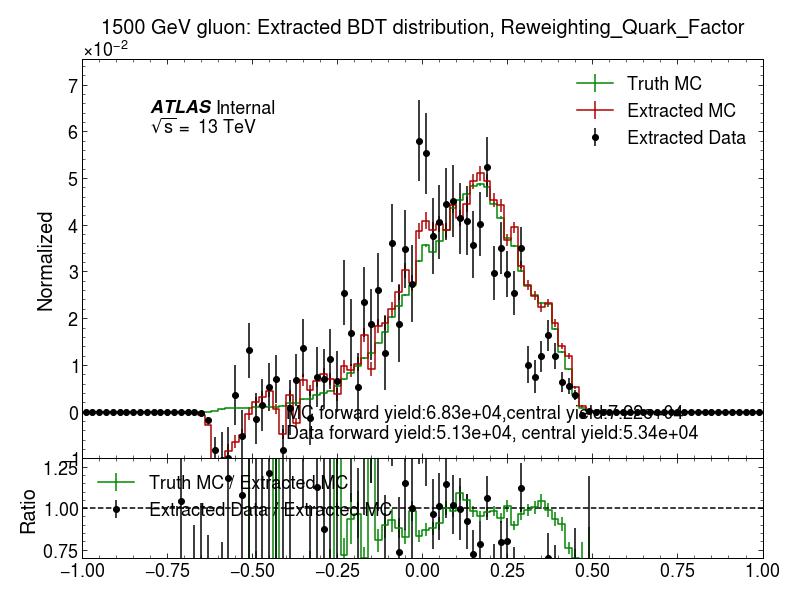 1500 GeV gluon: Extracted BDT distribution, Reweighting_Quark_Factor
×10⁻²
ATLAS Internal
√s = 13 TeV
Truth MC
Extracted MC
Extracted Data
Normalized
7
6
5
4
3
2
1
0
1
MC forward yield:6.83e+04,central yield:7.22e+04
Data forward yield:5.13e+04, central yield:5.34e+04
Ratio
1.25
1.00
0.75
Truth MC / Extracted MC
Extracted Data / Extracted MC
−1.00 −0.75 −0.50 −0.25 0.00 0.25 0.50 0.75 1.00